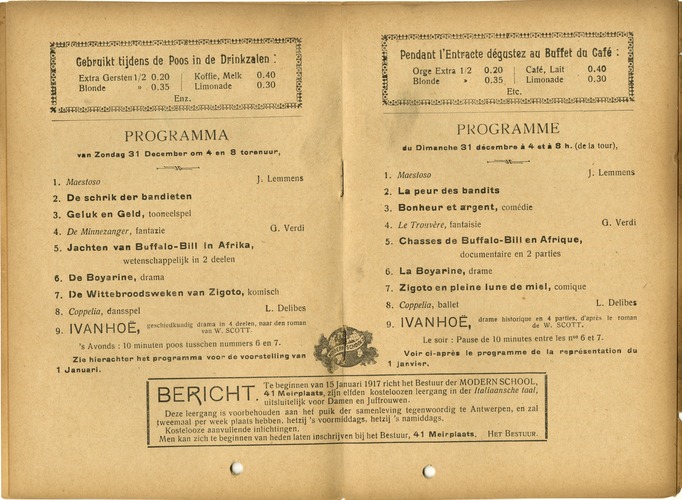 Gebruikt tijdens de Poos in de Drinkzalen :
Extra Gersten 1/2 0.20 Koffie, Melk 0.40
Blonde » 0.35 Limonade 0.30
Enz.
PROGRAMMA
van Zondag 31 December om 4 en 8 torenuur,
1. Maestoso J. Lemmens
2. De schrik der bandieten
3. Geluk en Geld, tooneelspel
4. De Minnezanger, fantazie G. Verdi
5. Jachten van Buffalo-Bill in Afrika,
wetenschappelijk in 2 deelen
6. De Boyarine, drama
7. De Wittebroodsweken van Zigoto, komisch
8. Coppelia, dansspel L. Delibes
9. IVANHOË, geschiedkundig drama in 4 deelen, naar den roman
van W. SCOTT.
's Avonds : 10 minuten poos tusschen nummers 6 en 7.
Zie hierachter het programma voor de voorstelling van
1 Januari.
Pendant l'Entracte dégustez au Buffet du Café :
Orge Extra 1/2 0.20 Café, Lait 0.40
Blonde » 0.35 Limonade 0.30
Etc.
PROGRAMME
du Dimanche 31 décembre à 4 et à 8 h. (de la tour),
1. Maestoso J. Lemmens
2. La peur des bandits
3. Bonheur et argent, comédie
4. Le Trouvère, fantaisie G. Verdi
5. Chasses de Buffalo-Bill en Afrique,
documentaire en 2 parties
6. La Boyarine, drame
7. Zigoto en pleine lune de miel, comique
8. Coppelia, ballet L. Delibes
9. IVANHOË, drame historique en 4 parties, d'après le roman
de W. SCOTT.
Le soir : Pause de 10 minutes entre les nos 6 et 7.
Voir ci-après le programme de la représentation du
1 janvier.
BERICHT. Te beginnen van 15 Januari 1917 richt het Bestuur der MODERN SCHOOL,
41 Meirplaats, zijn elfden kosteloozen leergang in der Italiaansche taal,
uitsluitelijk voor Damen en Juffrouwen.
Deze leergang is voorbehouden aan het puik der samenleving tegenwoordig te Antwerpen, en zal
tweemaal per week plaats hebben, hetzij 's voormiddags, hetzij 's namiddags.
Kostelooze aanvullende inlichtingen.
Men kan zich te beginnen van heden laten inschrijven bij het Bestuur, 41 Meirplaats. HET BESTUUR.